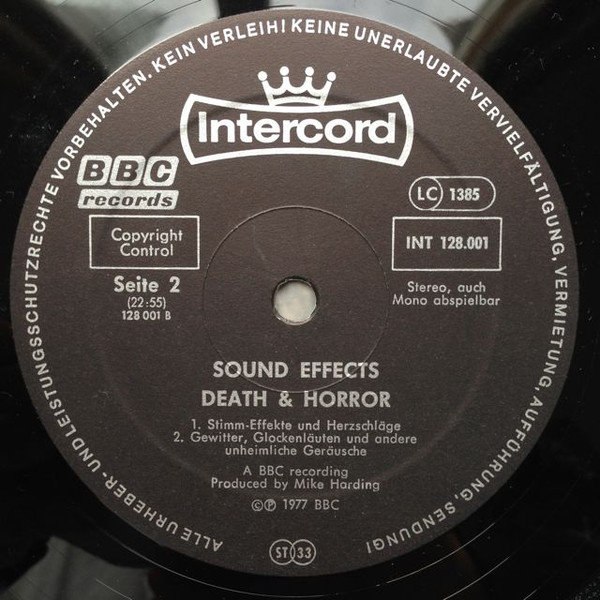 ALLE URHEBER- UND LEISTUNGSSCHUTZRECHTE VORBEHALTEN. KEIN VERLEIH! KEINE UNERLAUBTE VERVIELFÄLTIGUNG, VERMIETUNG, AUFFÜHRUNG, SENDUNG!
Intercord
BBC
records
LC 1385
Copyright
Control
INT 128.001
Seite 2
(22:55)
128 001 B
Stereo, auch
Mono abspielbar
SOUND EFFECTS
DEATH & HORROR
1. Stimm-Effekte und Herzschläge
2. Gewitter, Glockenläuten und andere
unheimliche Geräusche
A BBC recording
Produced by Mike Harding
©℗ 1977 BBC
ST 33